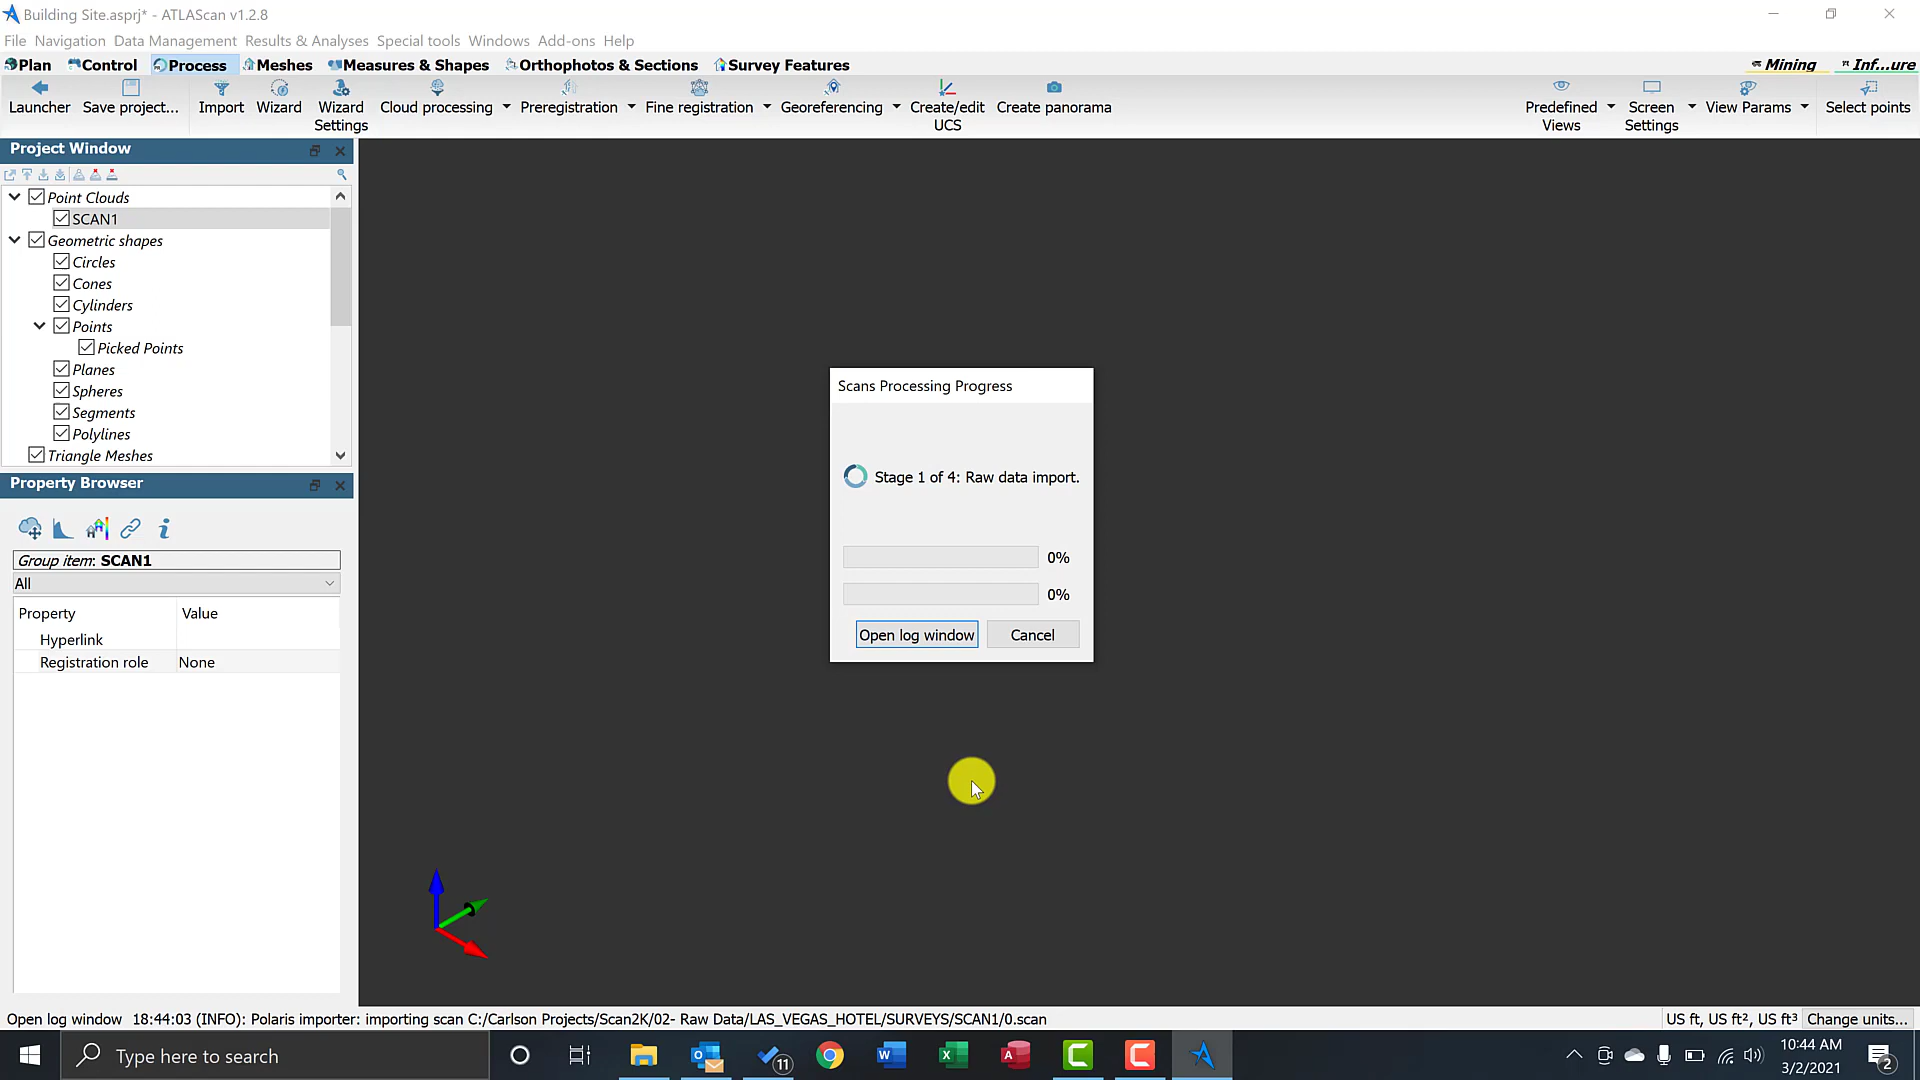 Building Site.asprj* - ATLAScan v1.2.8
File Navigation Data Management Results & Analyses Special tools Windows Add-ons Help
Plan Control Process Meshes Measures & Shapes Orthophotos & Sections Survey Features Mining Inf...ure
Launcher Save project... Import Wizard Wizard Settings Cloud processing Preregistration Fine registration Georeferencing Create/edit UCS Create panorama Predefined Views Screen Settings View Params Select points
Project Window
Point Clouds
SCAN1
Geometric shapes
Circles
Cones
Cylinders
Points
Picked Points
Planes
Spheres
Segments
Polylines
Triangle Meshes
Property Browser
Group item: SCAN1
All
Property Value
Hyperlink
Registration role None
Scans Processing Progress
Stage 1 of 4: Raw data import.
0%
0%
Open log window Cancel
Open log window 18:44:03 (INFO): Polaris importer: importing scan C:/Carlson Projects/Scan2K/02- Raw Data/LAS_VEGAS_HOTEL/SURVEYS/SCAN1/0.scan
US ft, US ft², US ft³ Change units...
Type here to search
11
10:44 AM
3/2/2021
2